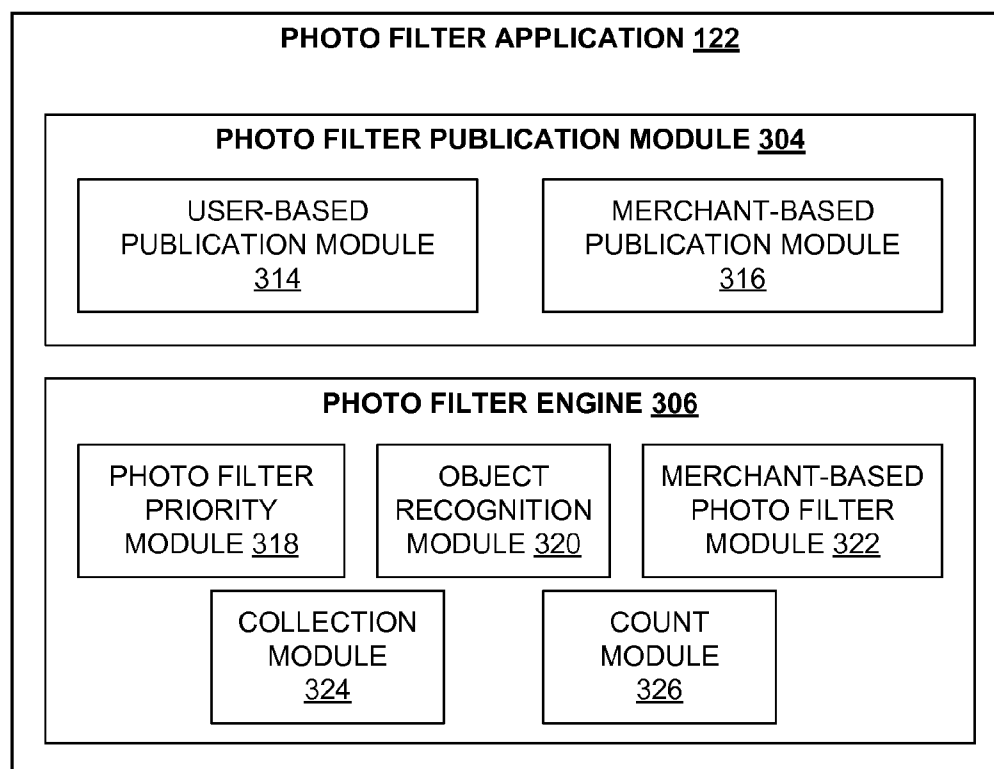 PHOTO FILTER APPLICATION 122
PHOTO FILTER PUBLICATION MODULE 304
USER-BASED
PUBLICATION MODULE
314
MERCHANT-BASED
PUBLICATION MODULE
316
PHOTO FILTER ENGINE 306
PHOTO FILTER
PRIORITY
MODULE 318
OBJECT
RECOGNITION
MODULE 320
MERCHANT-BASED
PHOTO FILTER
MODULE 322
COLLECTION
MODULE
324
COUNT
MODULE
326